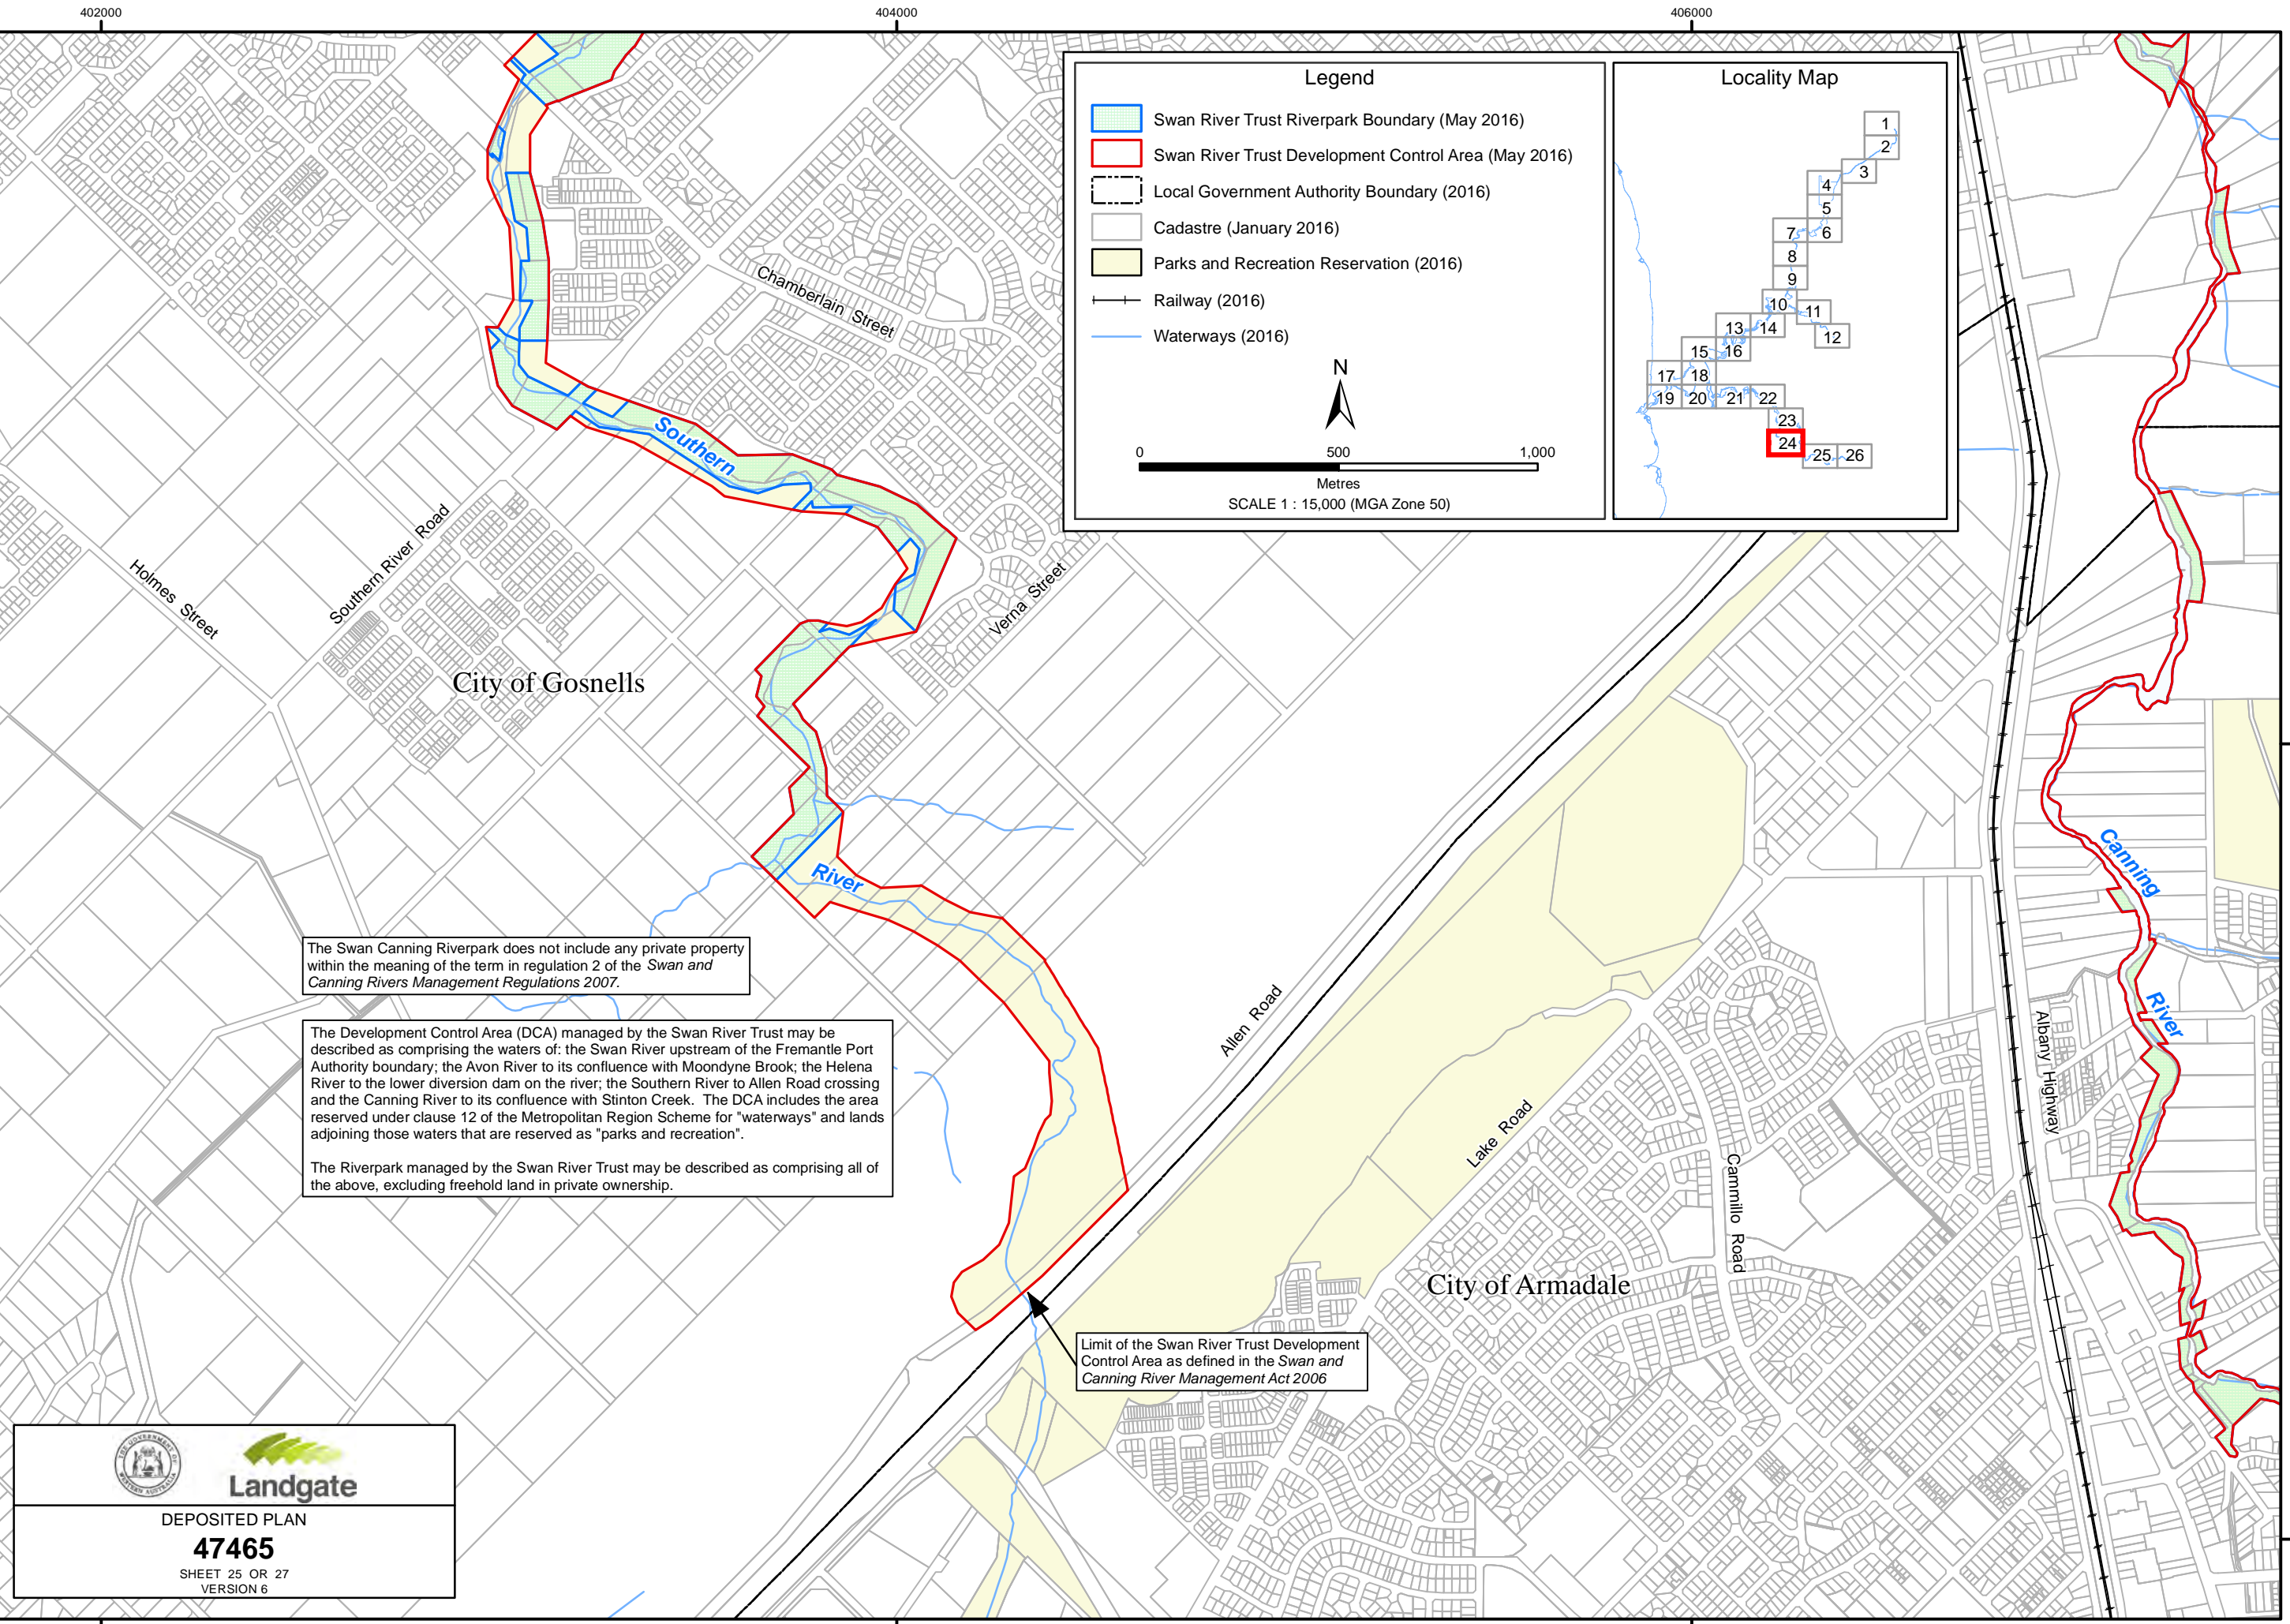 402000
404000
406000
Legend
Swan River Trust Riverpark Boundary (May 2016)
Swan River Trust Development Control Area (May 2016)
Local Government Authority Boundary (2016)
Cadastre (January 2016)
Parks and Recreation Reservation (2016)
Railway (2016)
Waterways (2016)
N
0 500 1,000
Metres
SCALE 1 : 15,000 (MGA Zone 50)
Locality Map
1
2
3
4
5
7 6
8
9
10 11
13 14 12
15 16
17 18
19 20 21 22
23
24
25 26
Chamberlain Street
Southern
Southern River Road
Holmes Street
Verna Street
City of Gosnells
River
Canning
River
Albany Highway
Allen Road
Lake Road
Cammillo Road
City of Armadale
The Swan Canning Riverpark does not include any private property
within the meaning of the term in regulation 2 of the Swan and
Canning Rivers Management Regulations 2007.
The Development Control Area (DCA) managed by the Swan River Trust may be
described as comprising the waters of: the Swan River upstream of the Fremantle Port
Authority boundary; the Avon River to its confluence with Moondyne Brook; the Helena
River to the lower diversion dam on the river; the Southern River to Allen Road crossing
and the Canning River to its confluence with Stinton Creek. The DCA includes the area
reserved under clause 12 of the Metropolitan Region Scheme for "waterways" and lands
adjoining those waters that are reserved as "parks and recreation".
The Riverpark managed by the Swan River Trust may be described as comprising all of
the above, excluding freehold land in private ownership.
Limit of the Swan River Trust Development
Control Area as defined in the Swan and
Canning River Management Act 2006
THE GOVERNMENT OF
WESTERN AUSTRALIA
Landgate
DEPOSITED PLAN
47465
SHEET 25 OR 27
VERSION 6